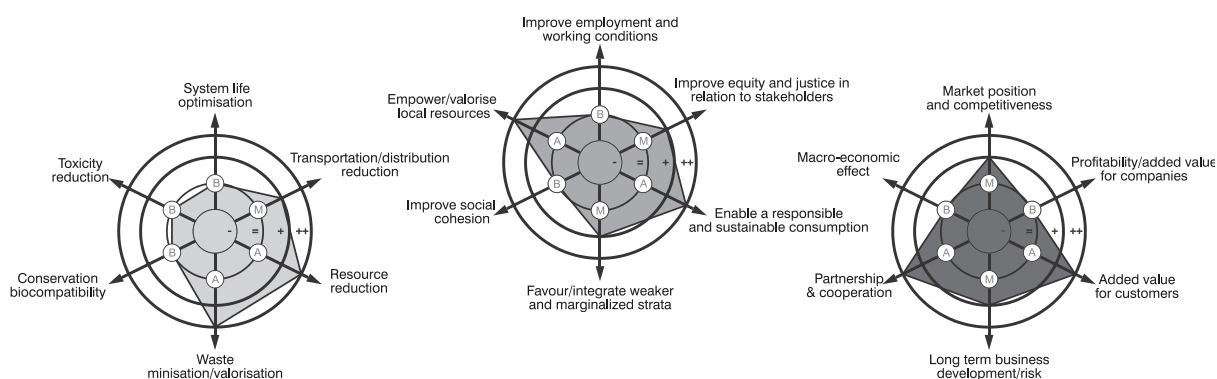 System life
optimisation
Toxicity
reduction
Transportation/distribution
reduction
B
B
M
-
=
+
++
B
A
A
Conservation
biocompatibility
Resource
reduction
Waste
minisation/valorisation
Improve employment and
working conditions
Empower/valorise
local resources
Improve equity and justice in
relation to stakeholders
B
A
M
-
=
+
++
B
A
M
Improve social
cohesion
Enable a responsible
and sustainable consumption
Favour/integrate weaker
and marginalized strata
Market position
and competitiveness
Macro-economic
effect
Profitability/added value
for companies
M
B
B
-
=
+
++
A
A
M
Partnership
& cooperation
Added value
for customers
Long term business
development/risk